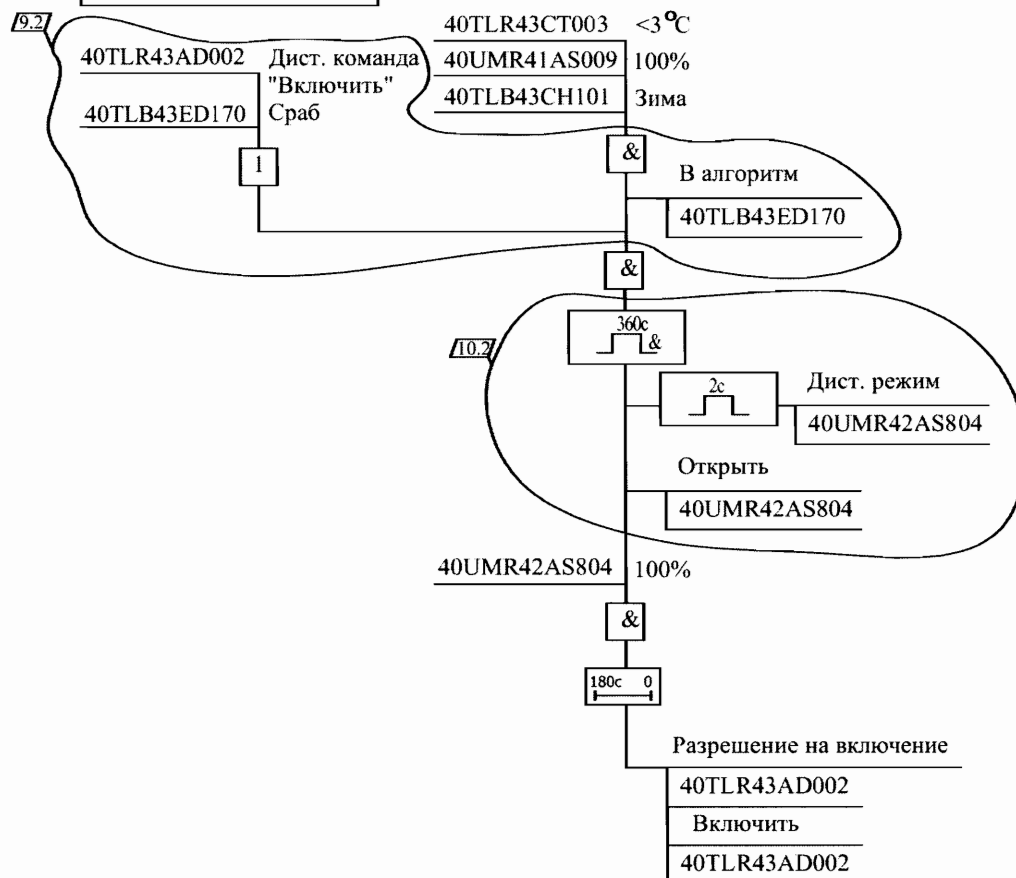 9.2
40TLR43CT003 <3°C
40TLR43AD002 Дист. команда
"Включить"
40UMR41AS009 100%
40TLB43CH101 Зима
40TLB43ED170 Сраб
&
1
В алгоритм
40TLB43ED170
&
360с
&
10.2
2с
Дист. режим
40UMR42AS804
Открыть
40UMR42AS804
40UMR42AS804 100%
&
180с 0
Разрешение на включение
40TLR43AD002
Включить
40TLR43AD002